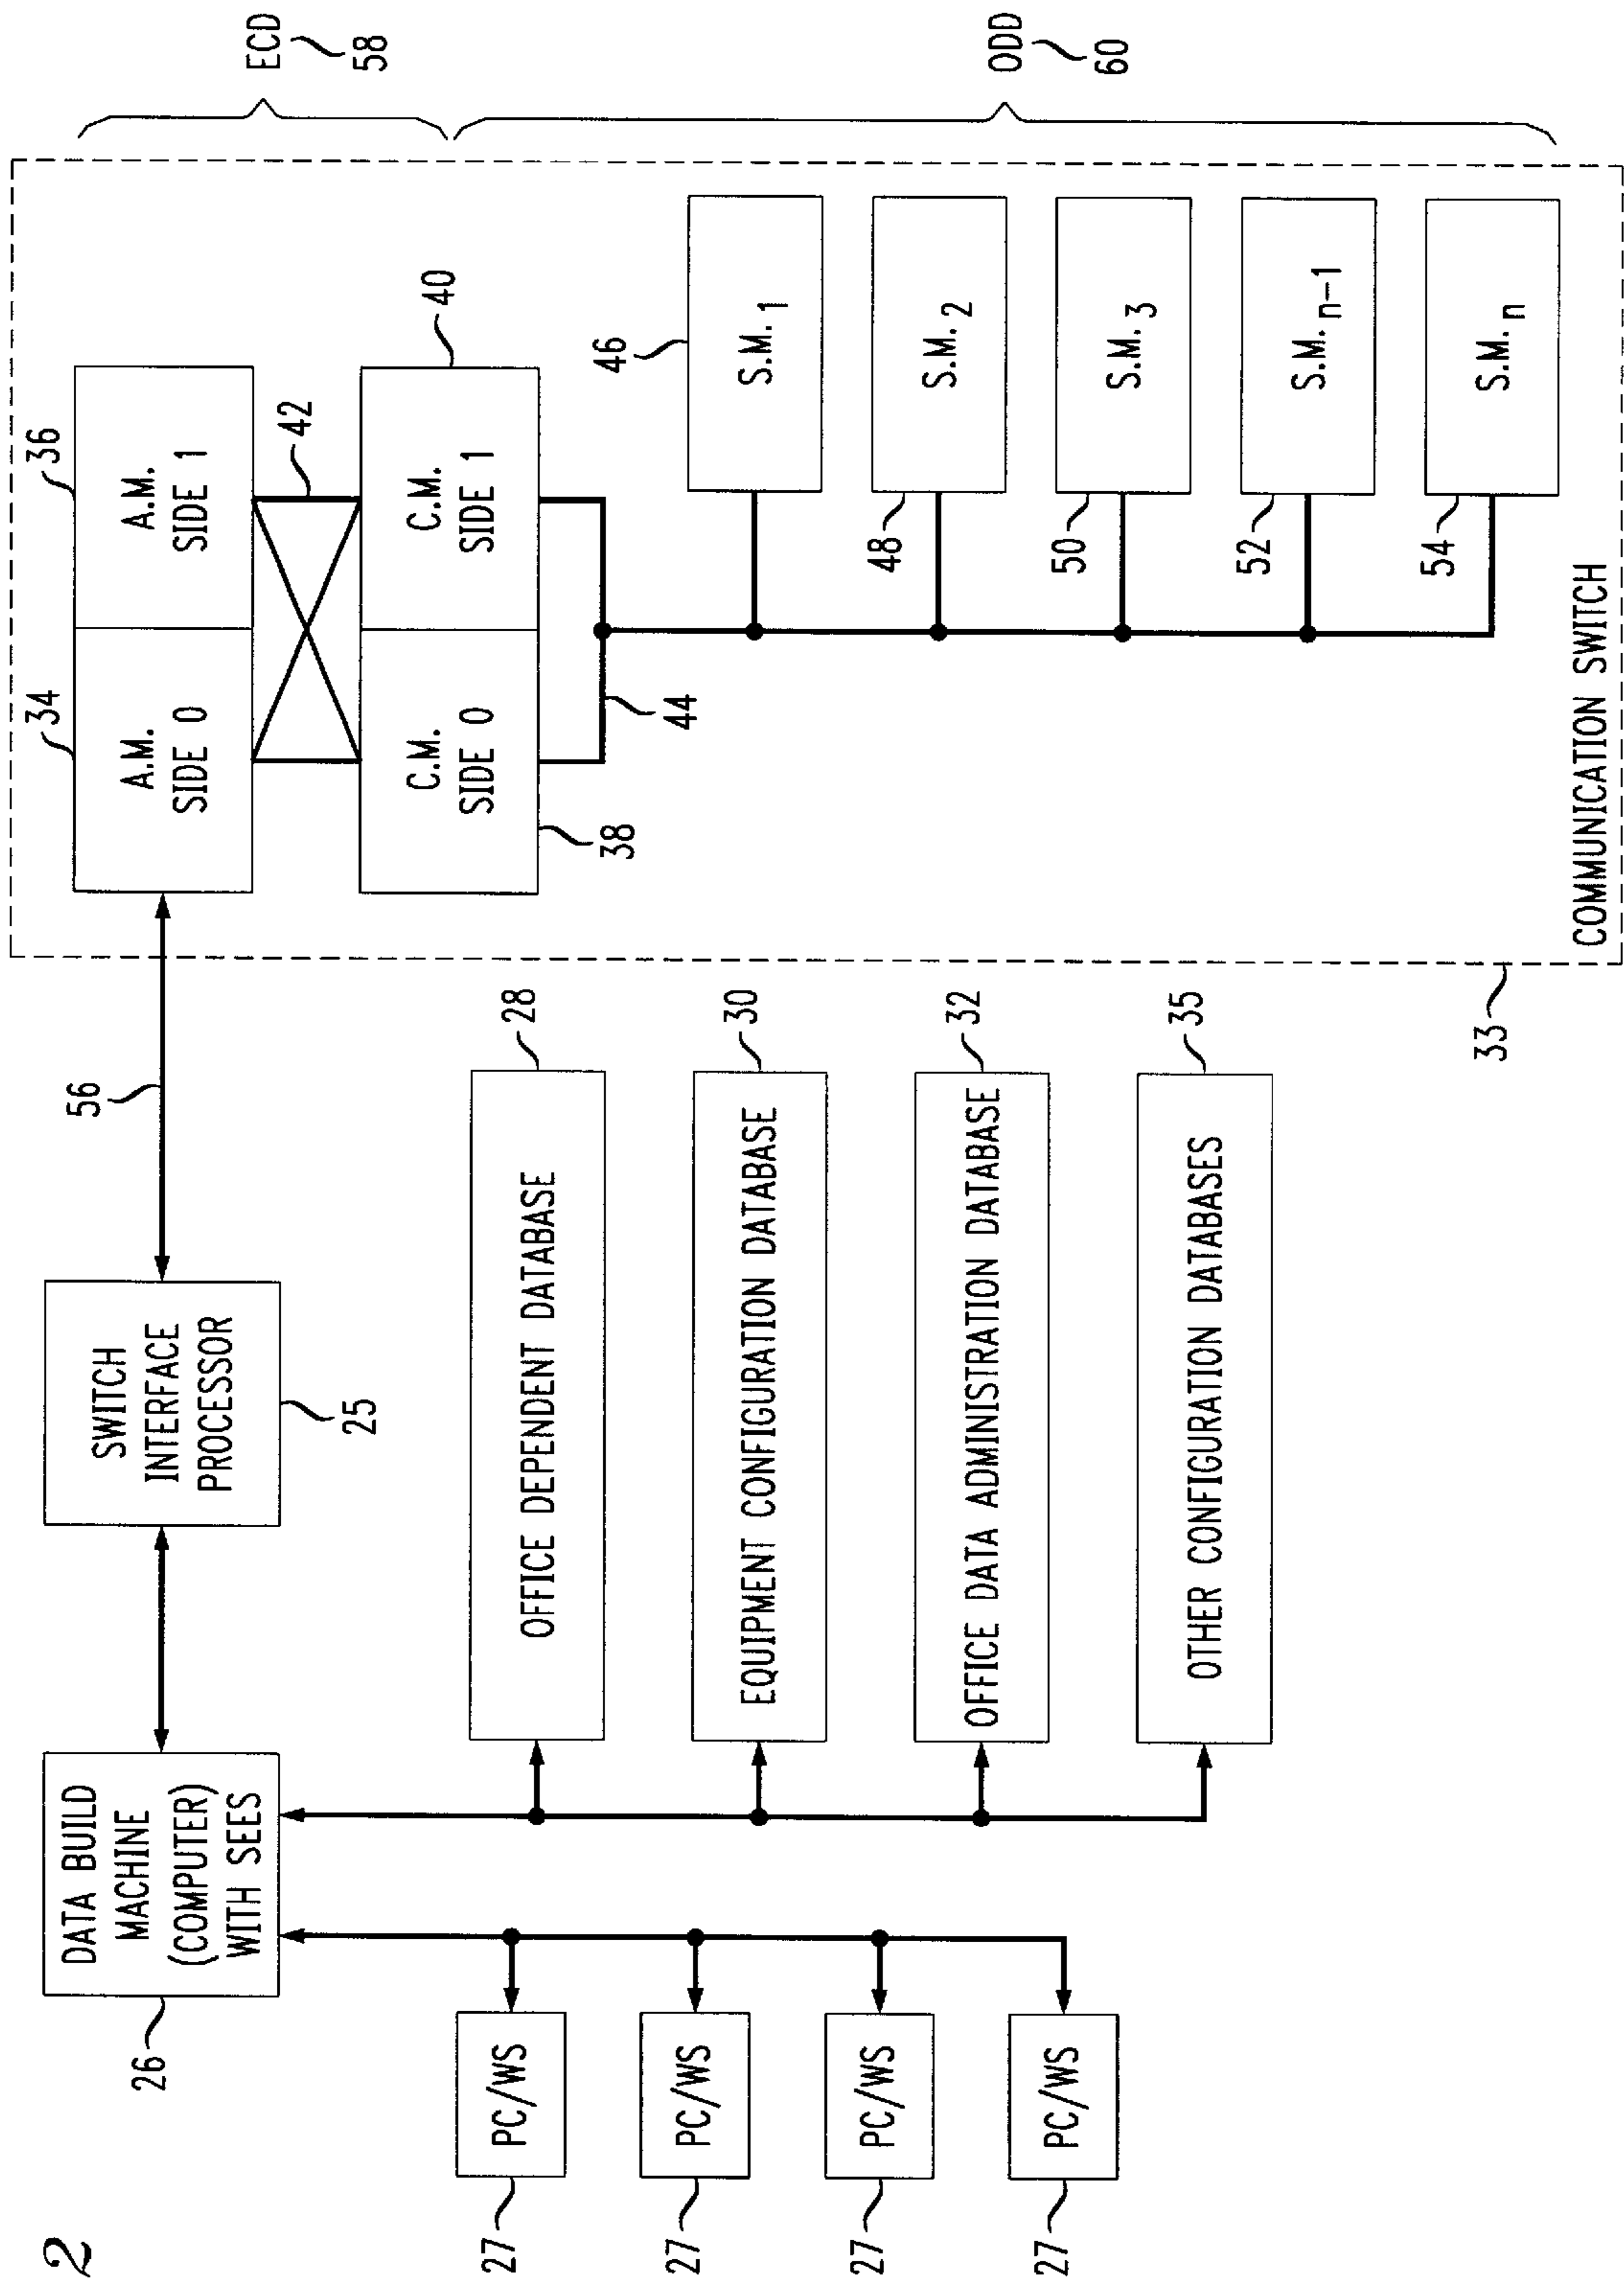 2
26
DATA BUILD
MACHINE
(COMPUTER)
WITH SEES
SWITCH
INTERFACE
PROCESSOR
25
56
34
36
A.M.
SIDE 0
A.M.
SIDE 1
42
C.M.
SIDE 0
C.M.
SIDE 1
38
40
44
ECD
58
ODD
60
27
PC/WS
27
PC/WS
27
PC/WS
27
PC/WS
OFFICE DEPENDENT DATABASE
28
EQUIPMENT CONFIGURATION DATABASE
30
OFFICE DATA ADMINISTRATION DATABASE
32
OTHER CONFIGURATION DATABASES
35
46
S.M.1
48
S.M.2
50
S.M.3
52
S.M.n-1
54
S.M.n
COMMUNICATION SWITCH
33